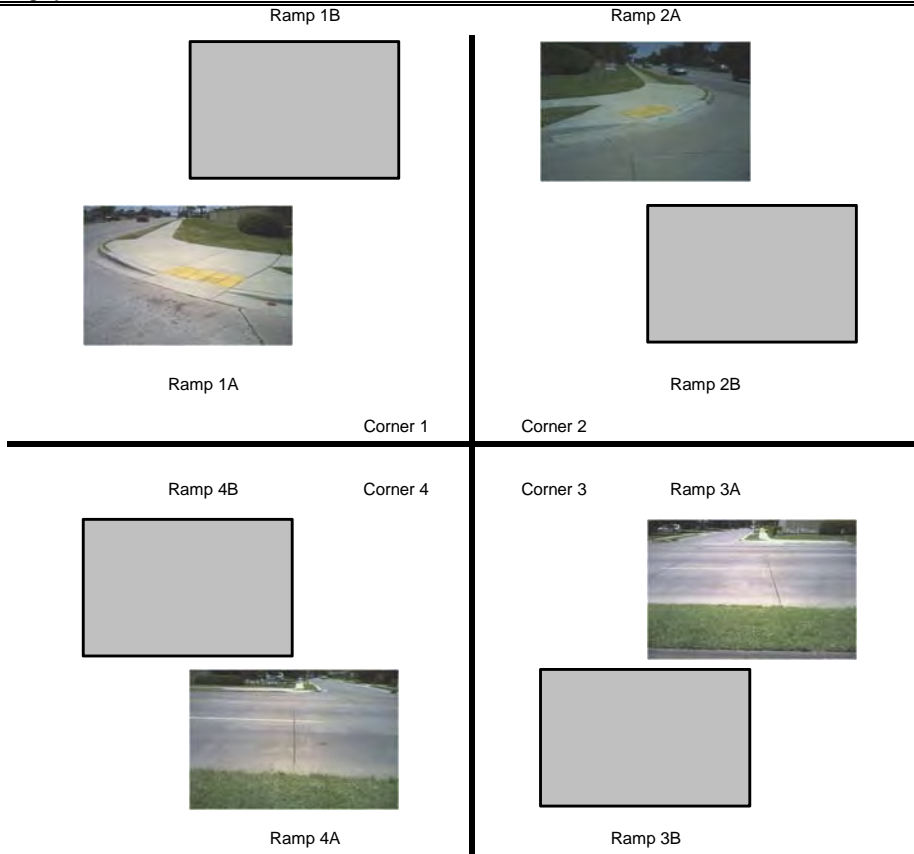 Ramp 1B
Ramp 2A
Ramp 1A
Ramp 2B
Corner 1
Corner 2
Ramp 4B
Corner 4
Corner 3
Ramp 3A
Ramp 4A
Ramp 3B